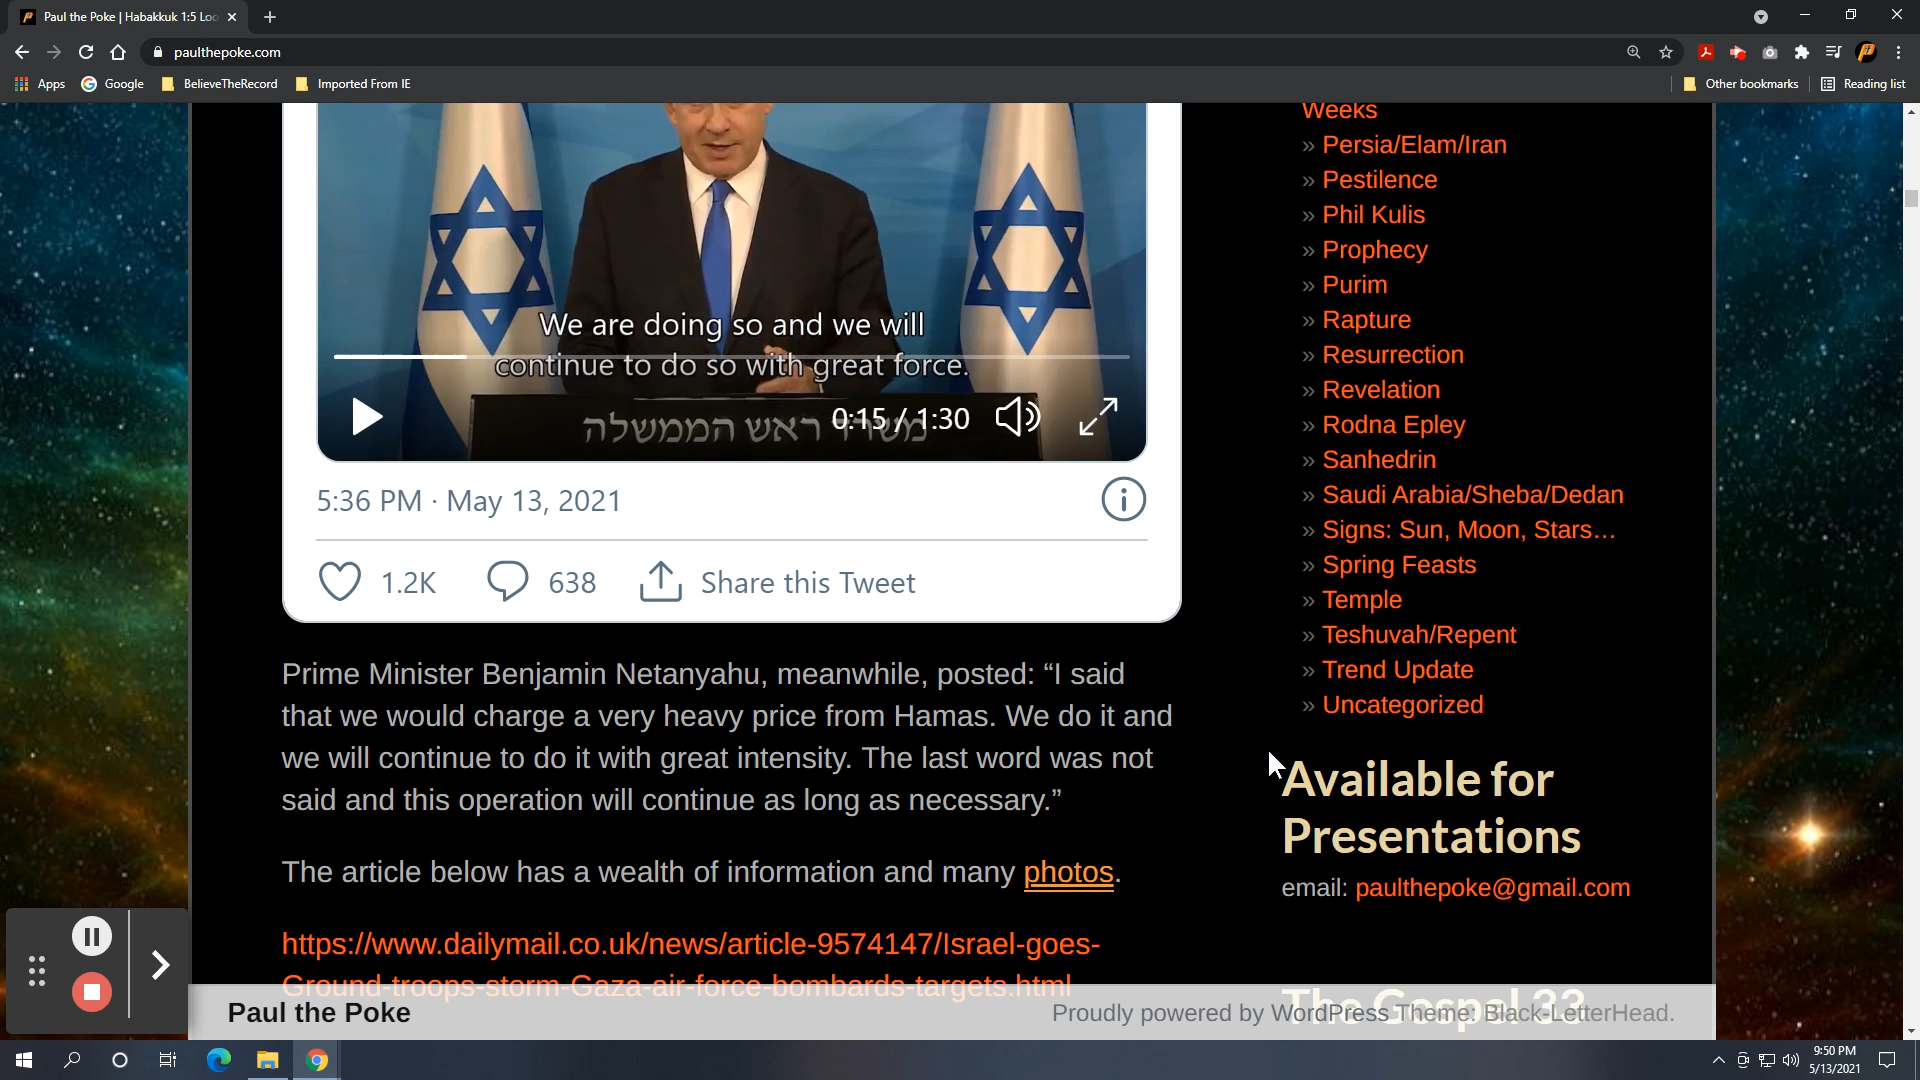 Paul the Poke | Habakkuk 1:5 Loo
paulthepoke.com
Apps
Google
BelieveTheRecord
Imported From IE
Other bookmarks
Reading list
We are doing so and we will
continue to do so with great force.
משרד ראש הממשלה
0:15 / 1:30
5:36 PM · May 13, 2021
1.2K
638
Share this Tweet
Prime Minister Benjamin Netanyahu, meanwhile, posted: “I said
that we would charge a very heavy price from Hamas. We do it and
we will continue to do it with great intensity. The last word was not
said and this operation will continue as long as necessary.”
The article below has a wealth of information and many photos.
https://www.dailymail.co.uk/news/article-9574147/Israel-goes-
Ground-troops-storm-Gaza-air-force-bombards-targets.html
Weeks
» Persia/Elam/Iran
» Pestilence
» Phil Kulis
» Prophecy
» Purim
» Rapture
» Resurrection
» Revelation
» Rodna Epley
» Sanhedrin
» Saudi Arabia/Sheba/Dedan
» Signs: Sun, Moon, Stars…
» Spring Feasts
» Temple
» Teshuvah/Repent
» Trend Update
» Uncategorized
Available for
Presentations
email: paulthepoke@gmail.com
The Gospel 33
Paul the Poke
Proudly powered by WordPress Theme: Black-LetterHead.
9:50 PM
5/13/2021